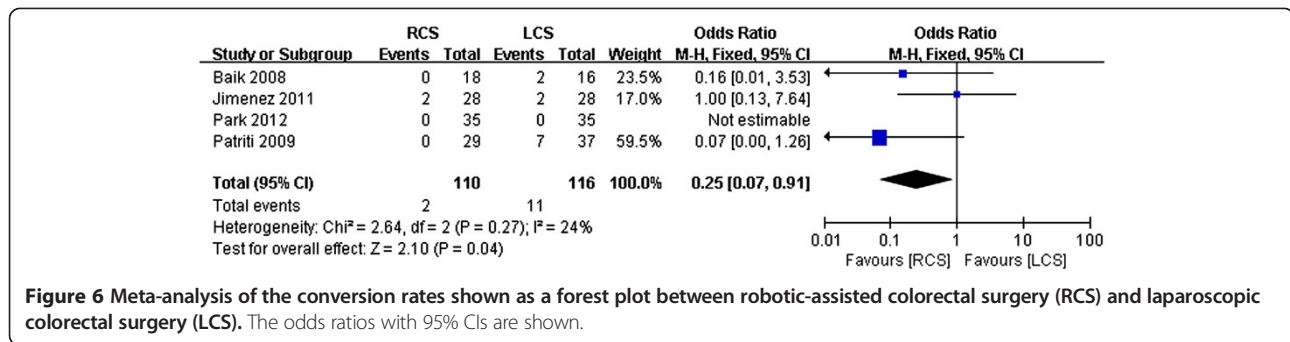 RCS LCS Odds Ratio Odds Ratio
Study or Subgroup Events Total Events Total Weight M-H, Fixed, 95% CI M-H, Fixed, 95% CI
Baik 2008 0 18 2 16 23.5% 0.16 [0.01, 3.53]
Jimenez 2011 2 28 2 28 17.0% 1.00 [0.13, 7.64]
Park 2012 0 35 0 35 Not estimable
Patriti 2009 0 29 7 37 59.5% 0.07 [0.00, 1.26]
Total (95% CI) 110 116 100.0% 0.25 [0.07, 0.91]
Total events 2 11
Heterogeneity: Chi² = 2.64, df = 2 (P = 0.27); I² = 24%
Test for overall effect: Z = 2.10 (P = 0.04)
0.01 0.1 1 10 100
Favours [RCS] Favours [LCS]
Figure 6 Meta-analysis of the conversion rates shown as a forest plot between robotic-assisted colorectal surgery (RCS) and laparoscopic
colorectal surgery (LCS). The odds ratios with 95% CIs are shown.